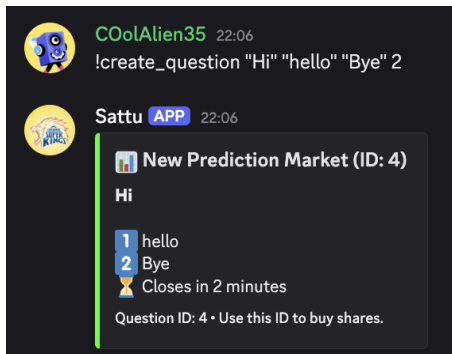 COolAlien35 22:06
!create_question "Hi" "hello" "Bye" 2
Sattu APP 22:06
📊 New Prediction Market (ID: 4)
Hi
1 hello
2 Bye
⏳ Closes in 2 minutes
Question ID: 4 • Use this ID to buy shares.